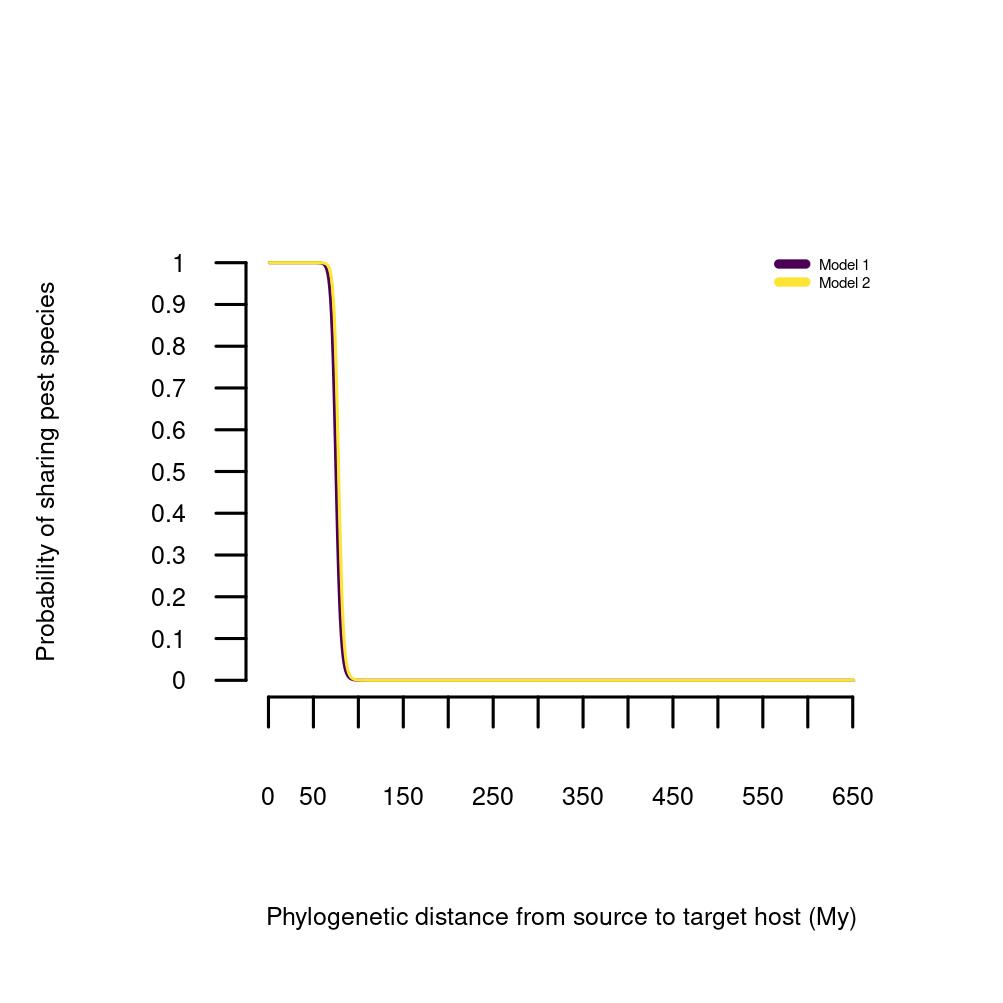 Probability of sharing pest species
1
0.9
0.8
0.7
0.6
0.5
0.4
0.3
0.2
0.1
0
Model 1
Model 2
0 50 150 250 350 450 550 650
Phylogenetic distance from source to target host (My)